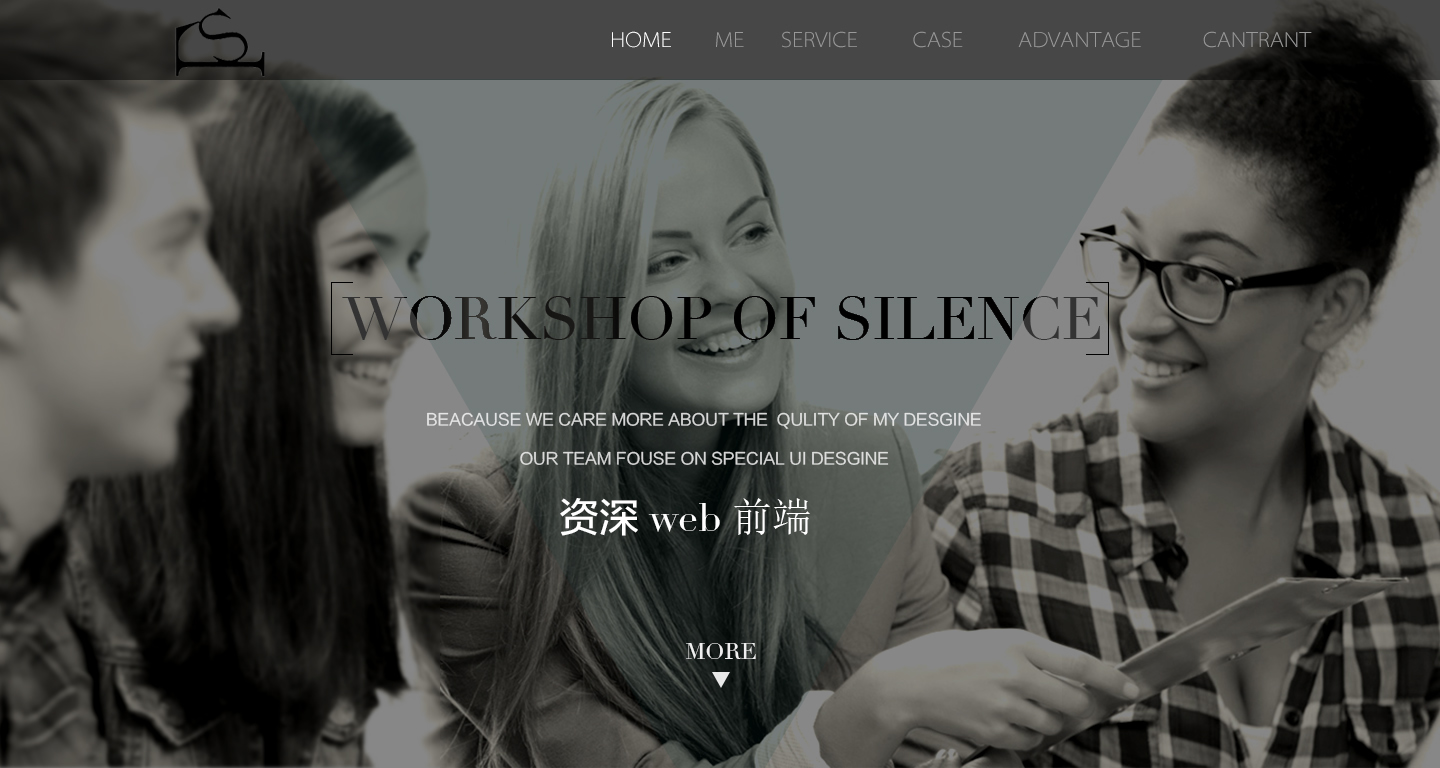 HOME ME SERVICE CASE ADVANTAGE CANTRANT
WORKSHOP OF SILENCE
BEACAUSE WE CARE MORE ABOUT THE QULITY OF MY DESGINE
OUR TEAM FOUSE ON SPECIAL UI DESGINE
资深 web 前端
MORE